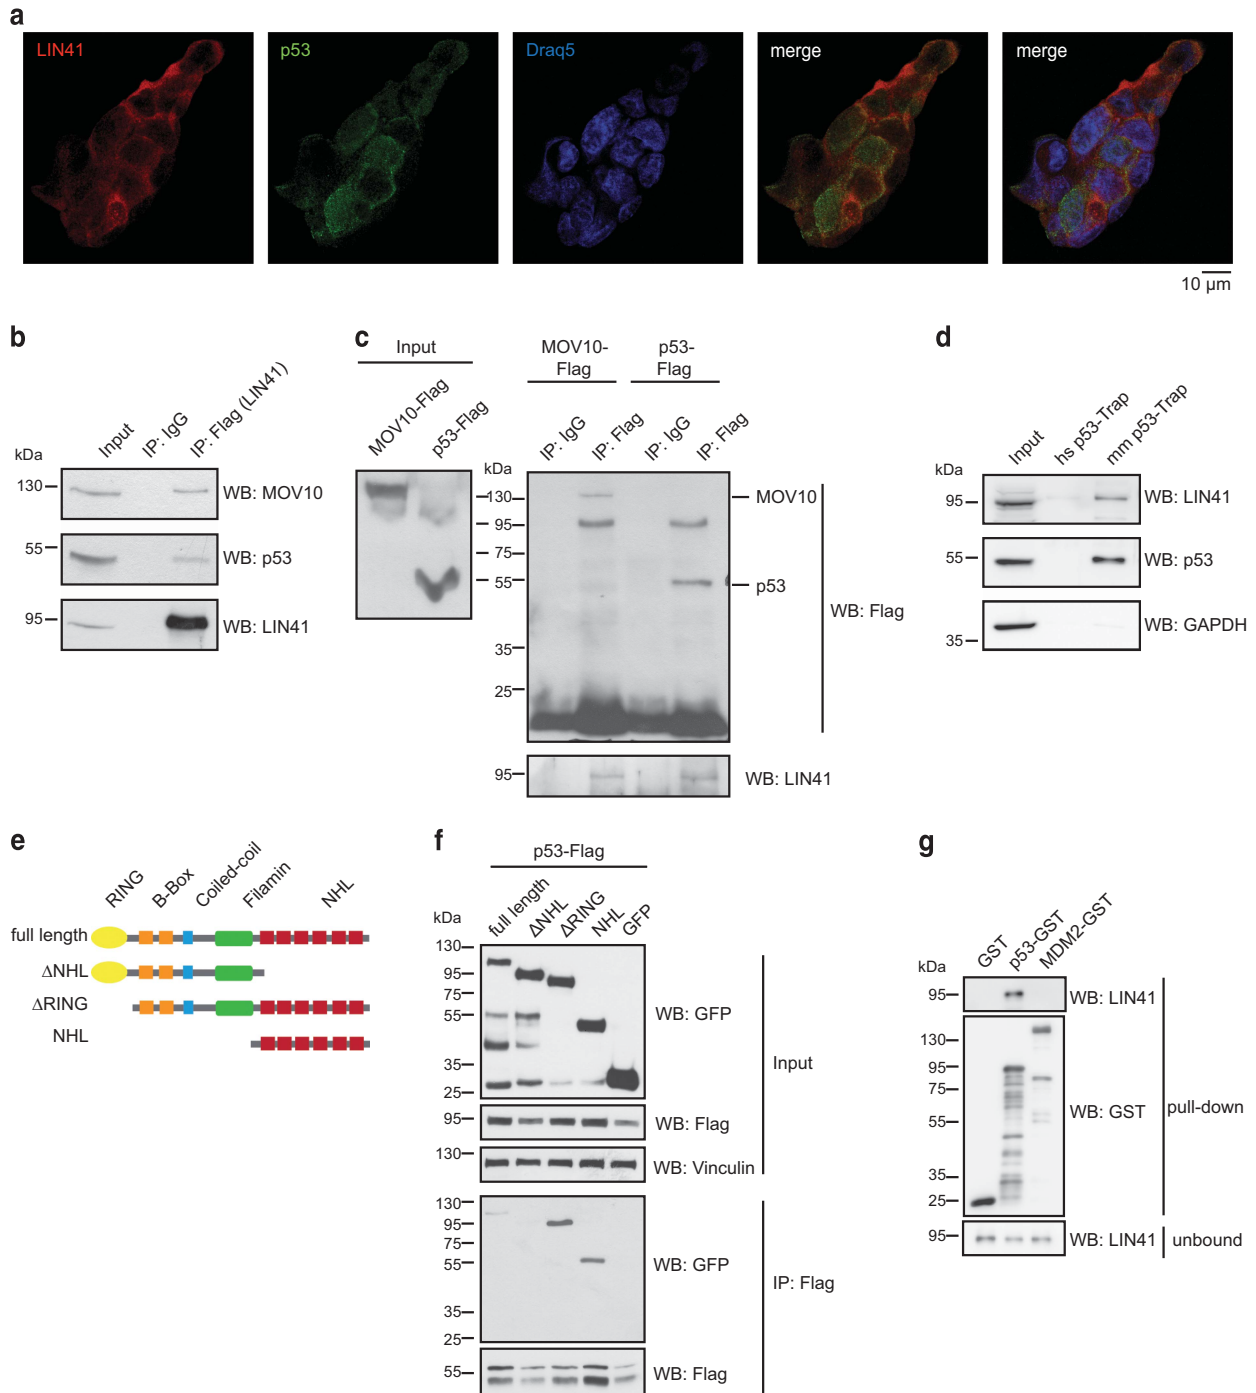 a
LIN41
p53
Draq5
merge
merge
10 µm
b
Input
IP: IgG
IP: Flag (LIN41)
kDa
130
WB: MOV10
55
WB: p53
95
WB: LIN41
c
Input
MOV10-Flag
p53-Flag
MOV10-
Flag
p53-
Flag
IP: IgG
IP: Flag
IP: IgG
IP: Flag
kDa
130
95
75
55
35
25
MOV10
p53
WB: Flag
95
WB: LIN41
d
Input
hs p53-Trap
mm p53-Trap
kDa
95
WB: LIN41
55
WB: p53
35
WB: GAPDH
e
RING
B-Box
Coiled-coil
Filamin
NHL
full length
ΔNHL
ΔRING
NHL
f
p53-Flag
full length
ΔNHL
ΔRING
NHL
GFP
kDa
130
95
75
55
35
25
WB: GFP
95
WB: Flag
130
WB: Vinculin
Input
130
95
75
55
35
25
WB: GFP
55
WB: Flag
IP: Flag
g
GST
p53-GST
MDM2-GST
kDa
95
WB: LIN41
130
95
75
55
35
25
WB: GST
pull-down
95
WB: LIN41
unbound